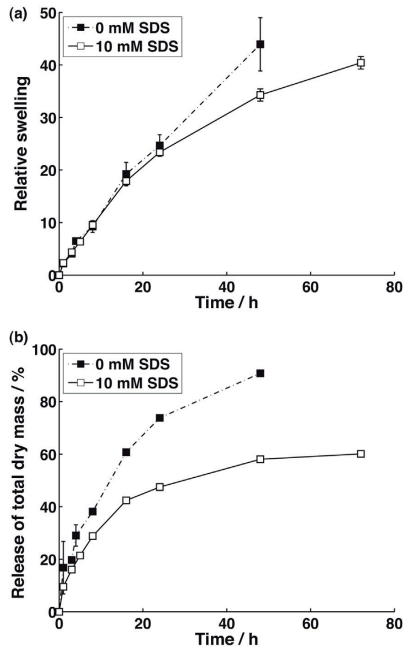 (a)
0 mM SDS
10 mM SDS
Relative swelling
50
40
30
20
10
0
0 20 40 60 80
Time / h
(b)
0 mM SDS
10 mM SDS
Release of total dry mass / %
100
80
60
40
20
0
0 20 40 60 80
Time / h